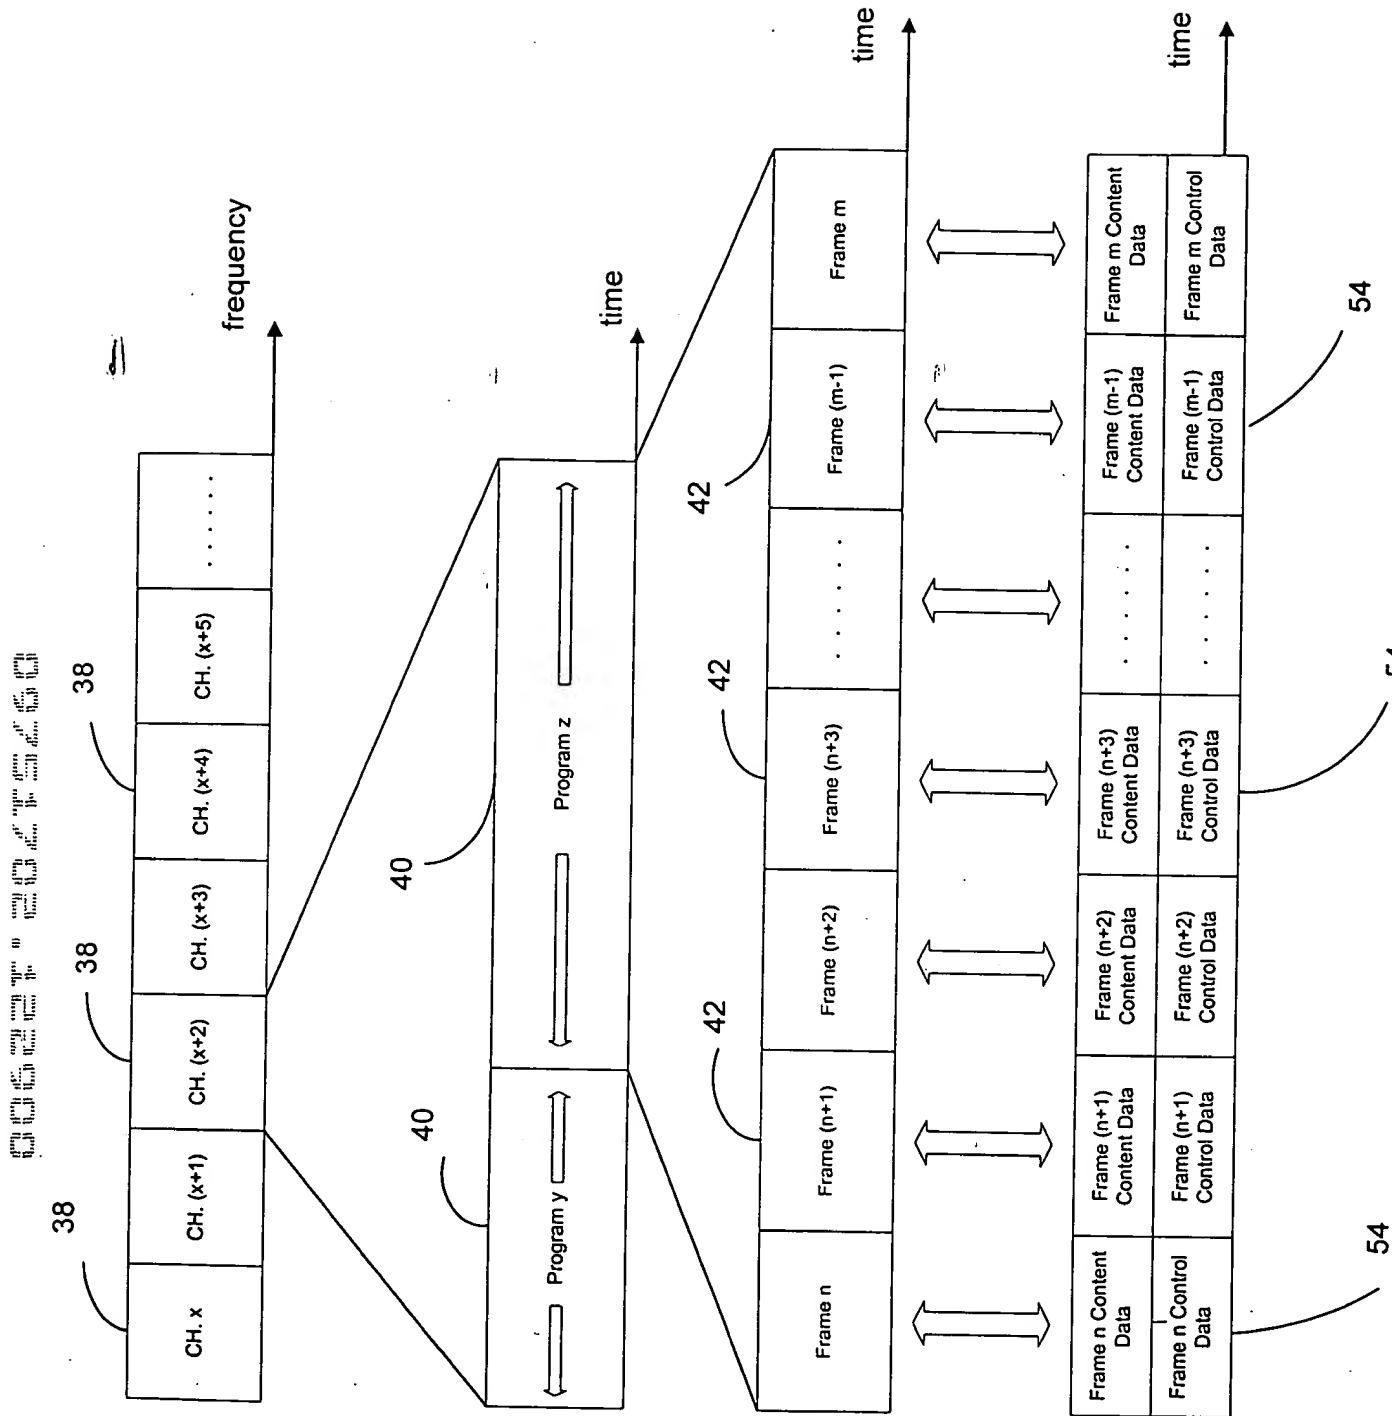 09751702.122900
38
38
38
CH. x
CH. (x+1)
CH. (x+2)
CH. (x+3)
CH. (x+4)
CH. (x+5)
. . . . . .
frequency
40
40
Program y
Program z
time
42
42
42
Frame n
Frame (n+1)
Frame (n+2)
Frame (n+3)
. . . . . .
Frame (m-1)
Frame m
time
Frame n Content
Data
Frame (n+1)
Content Data
Frame (n+2)
Content Data
Frame (n+3)
Content Data
. . . . . .
Frame (m-1)
Content Data
Frame m Content
Data
Frame n Control
Data
Frame (n+1)
Control Data
Frame (n+2)
Control Data
Frame (n+3)
Control Data
. . . . . .
Frame (m-1)
Control Data
Frame m Control
Data
time
54
54